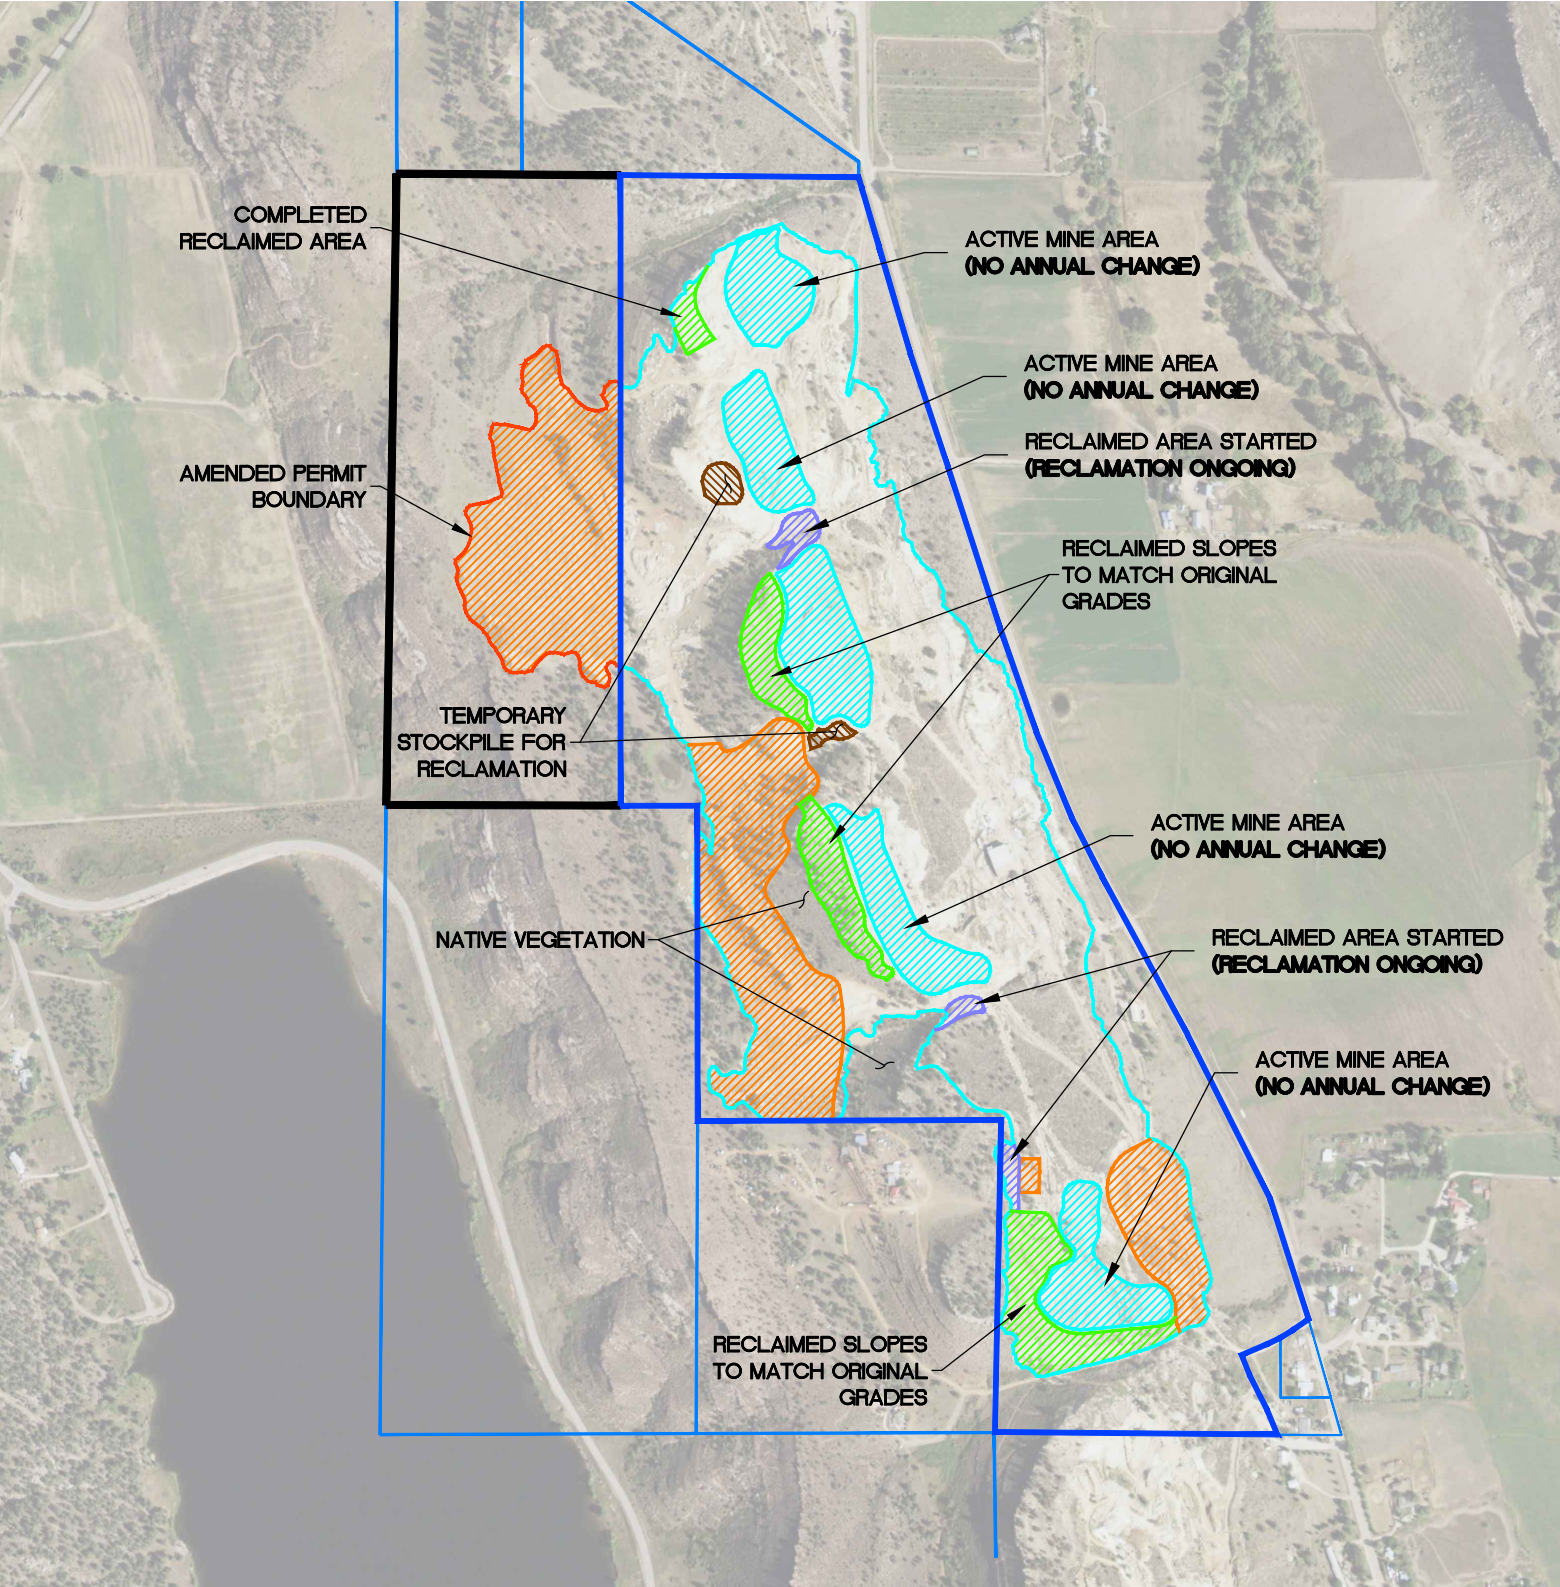 COMPLETED
RECLAIMED AREA
ACTIVE MINE AREA
(NO ANNUAL CHANGE)
ACTIVE MINE AREA
(NO ANNUAL CHANGE)
RECLAIMED AREA STARTED
(RECLAMATION ONGOING)
AMENDED PERMIT
BOUNDARY
RECLAIMED SLOPES
TO MATCH ORIGINAL
GRADES
TEMPORARY
STOCKPILE FOR
RECLAMATION
ACTIVE MINE AREA
(NO ANNUAL CHANGE)
NATIVE VEGETATION
RECLAIMED AREA STARTED
(RECLAMATION ONGOING)
ACTIVE MINE AREA
(NO ANNUAL CHANGE)
RECLAIMED SLOPES
TO MATCH ORIGINAL
GRADES